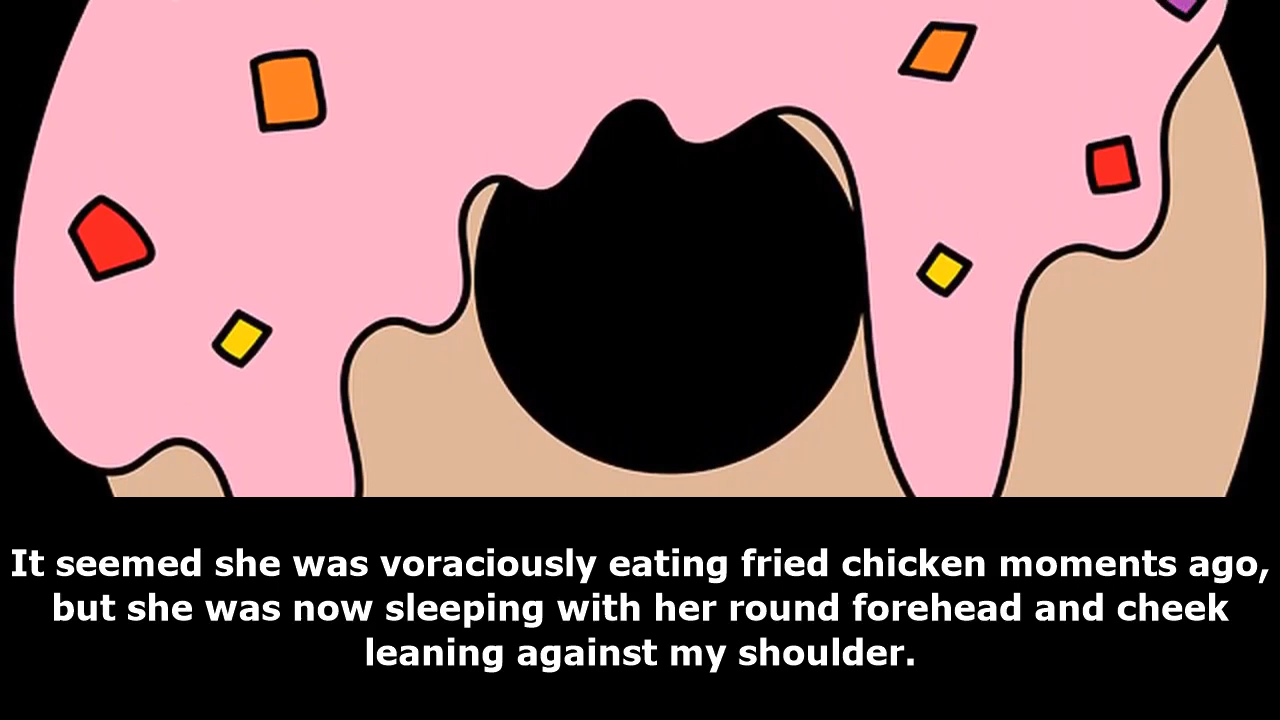 It seemed she was voraciously eating fried chicken moments ago,
but she was now sleeping with her round forehead and cheek
leaning against my shoulder.